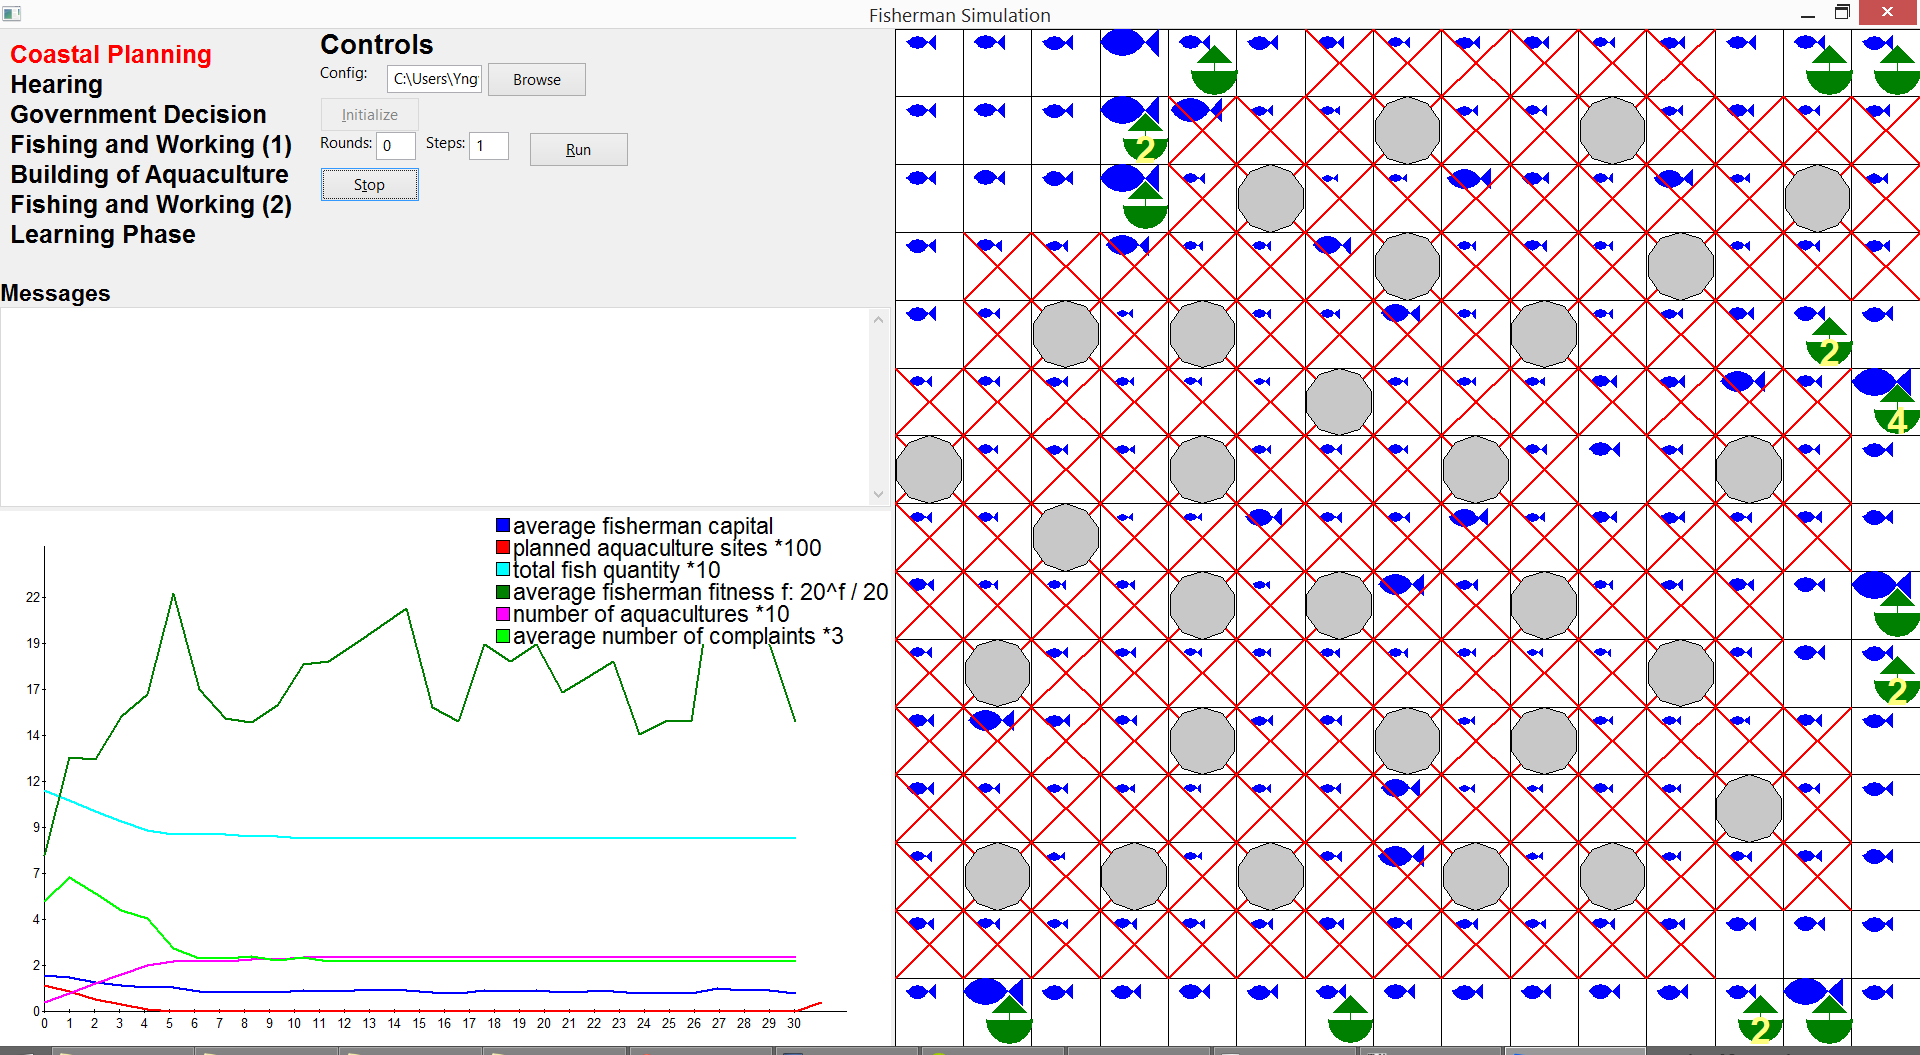 Fisherman Simulation
Coastal Planning
Hearing
Government Decision
Fishing and Working (1)
Building of Aquaculture
Fishing and Working (2)
Learning Phase
Controls
Config: C:\Users\Yng Browse
Initialize
Rounds: 0 Steps: 1 Run
Stop
Messages
average fisherman capital
planned aquaculture sites *100
total fish quantity *10
average fisherman fitness f: 20^f / 20
number of aquacultures *10
average number of complaints *3
22
19
17
14
12
9
7
4
2
0
0 1 2 3 4 5 6 7 8 9 10 11 12 13 14 15 16 17 18 19 20 21 22 23 24 25 26 27 28 29 30
2
2
4
2
2